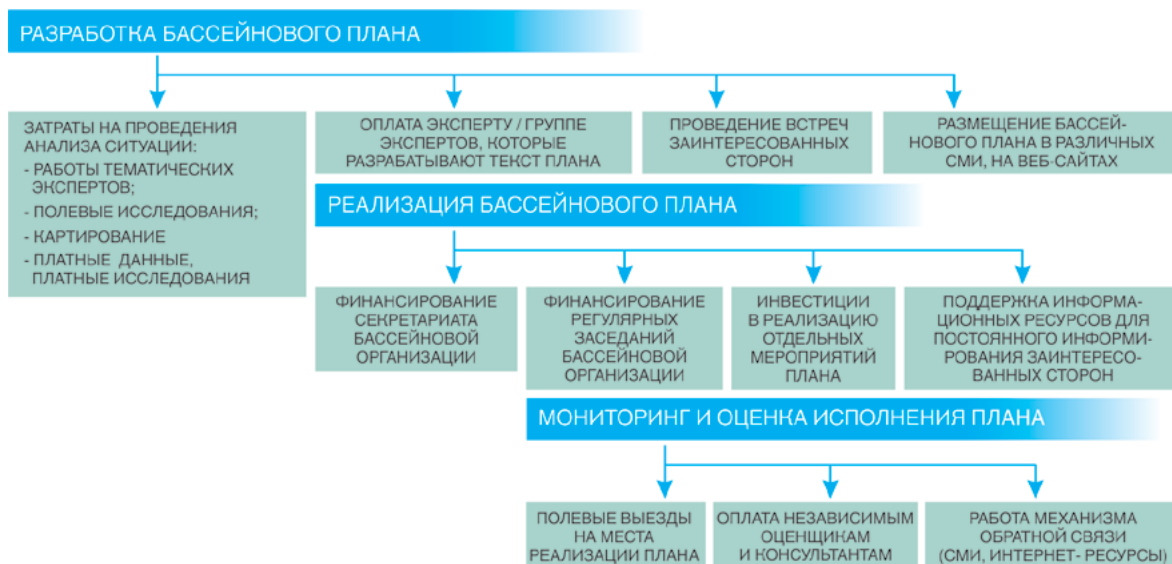 РАЗРАБОТКА БАССЕЙНОВОГО ПЛАНА
ЗАТРАТЫ НА ПРОВЕДЕНИЯ
АНАЛИЗА СИТУАЦИИ:
- РАБОТЫ ТЕМАТИЧЕСКИХ
ЭКСПЕРТОВ;
- ПОЛЕВЫЕ ИССЛЕДОВАНИЯ;
- КАРТИРОВАНИЕ
- ПЛАТНЫЕ ДАННЫЕ,
ПЛАТНЫЕ ИССЛЕДОВАНИЯ
ОПЛАТА ЭКСПЕРТУ / ГРУППЕ
ЭКСПЕРТОВ, КОТОРЫЕ
РАЗРАБАТЫВАЮТ ТЕКСТ ПЛАНА
ПРОВЕДЕНИЕ ВСТРЕЧ
ЗАИНТЕРЕСОВАННЫХ
СТОРОН
РАЗМЕЩЕНИЕ БАССЕЙ-
НОВОГО ПЛАНА В РАЗЛИЧНЫХ
СМИ, НА ВЕБ-САЙТАХ
РЕАЛИЗАЦИЯ БАССЕЙНОВОГО ПЛАНА
ФИНАНСИРОВАНИЕ
СЕКРЕТАРИАТА
БАССЕЙНОВОЙ
ОРГАНИЗАЦИИ
ФИНАНСИРОВАНИЕ
РЕГУЛЯРНЫХ
ЗАСЕДАНИЙ
БАССЕЙНОВОЙ
ОРГАНИЗАЦИИ
ИНВЕСТИЦИИ
В РЕАЛИЗАЦИЮ
ОТДЕЛЬНЫХ
МЕРОПРИЯТИЙ
ПЛАНА
ПОДДЕРЖКА ИНФОРМА-
ЦИОННЫХ РЕСУРСОВ ДЛЯ
ПОСТОЯННОГО ИНФОРМИ-
РОВАНИЯ ЗАИНТЕРЕСО-
ВАННЫХ СТОРОН
МОНИТОРИНГ И ОЦЕНКА ИСПОЛНЕНИЯ ПЛАНА
ПОЛЕВЫЕ ВЫЕЗДЫ
НА МЕСТА
РЕАЛИЗАЦИИ ПЛАНА
ОПЛАТА НЕЗАВИСИМЫМ
ОЦЕНЩИКАМ
И КОНСУЛЬТАНТАМ
РАБОТА МЕХАНИЗМА
ОБРАТНОЙ СВЯЗИ
(СМИ, ИНТЕРНЕТ- РЕСУРСЫ)